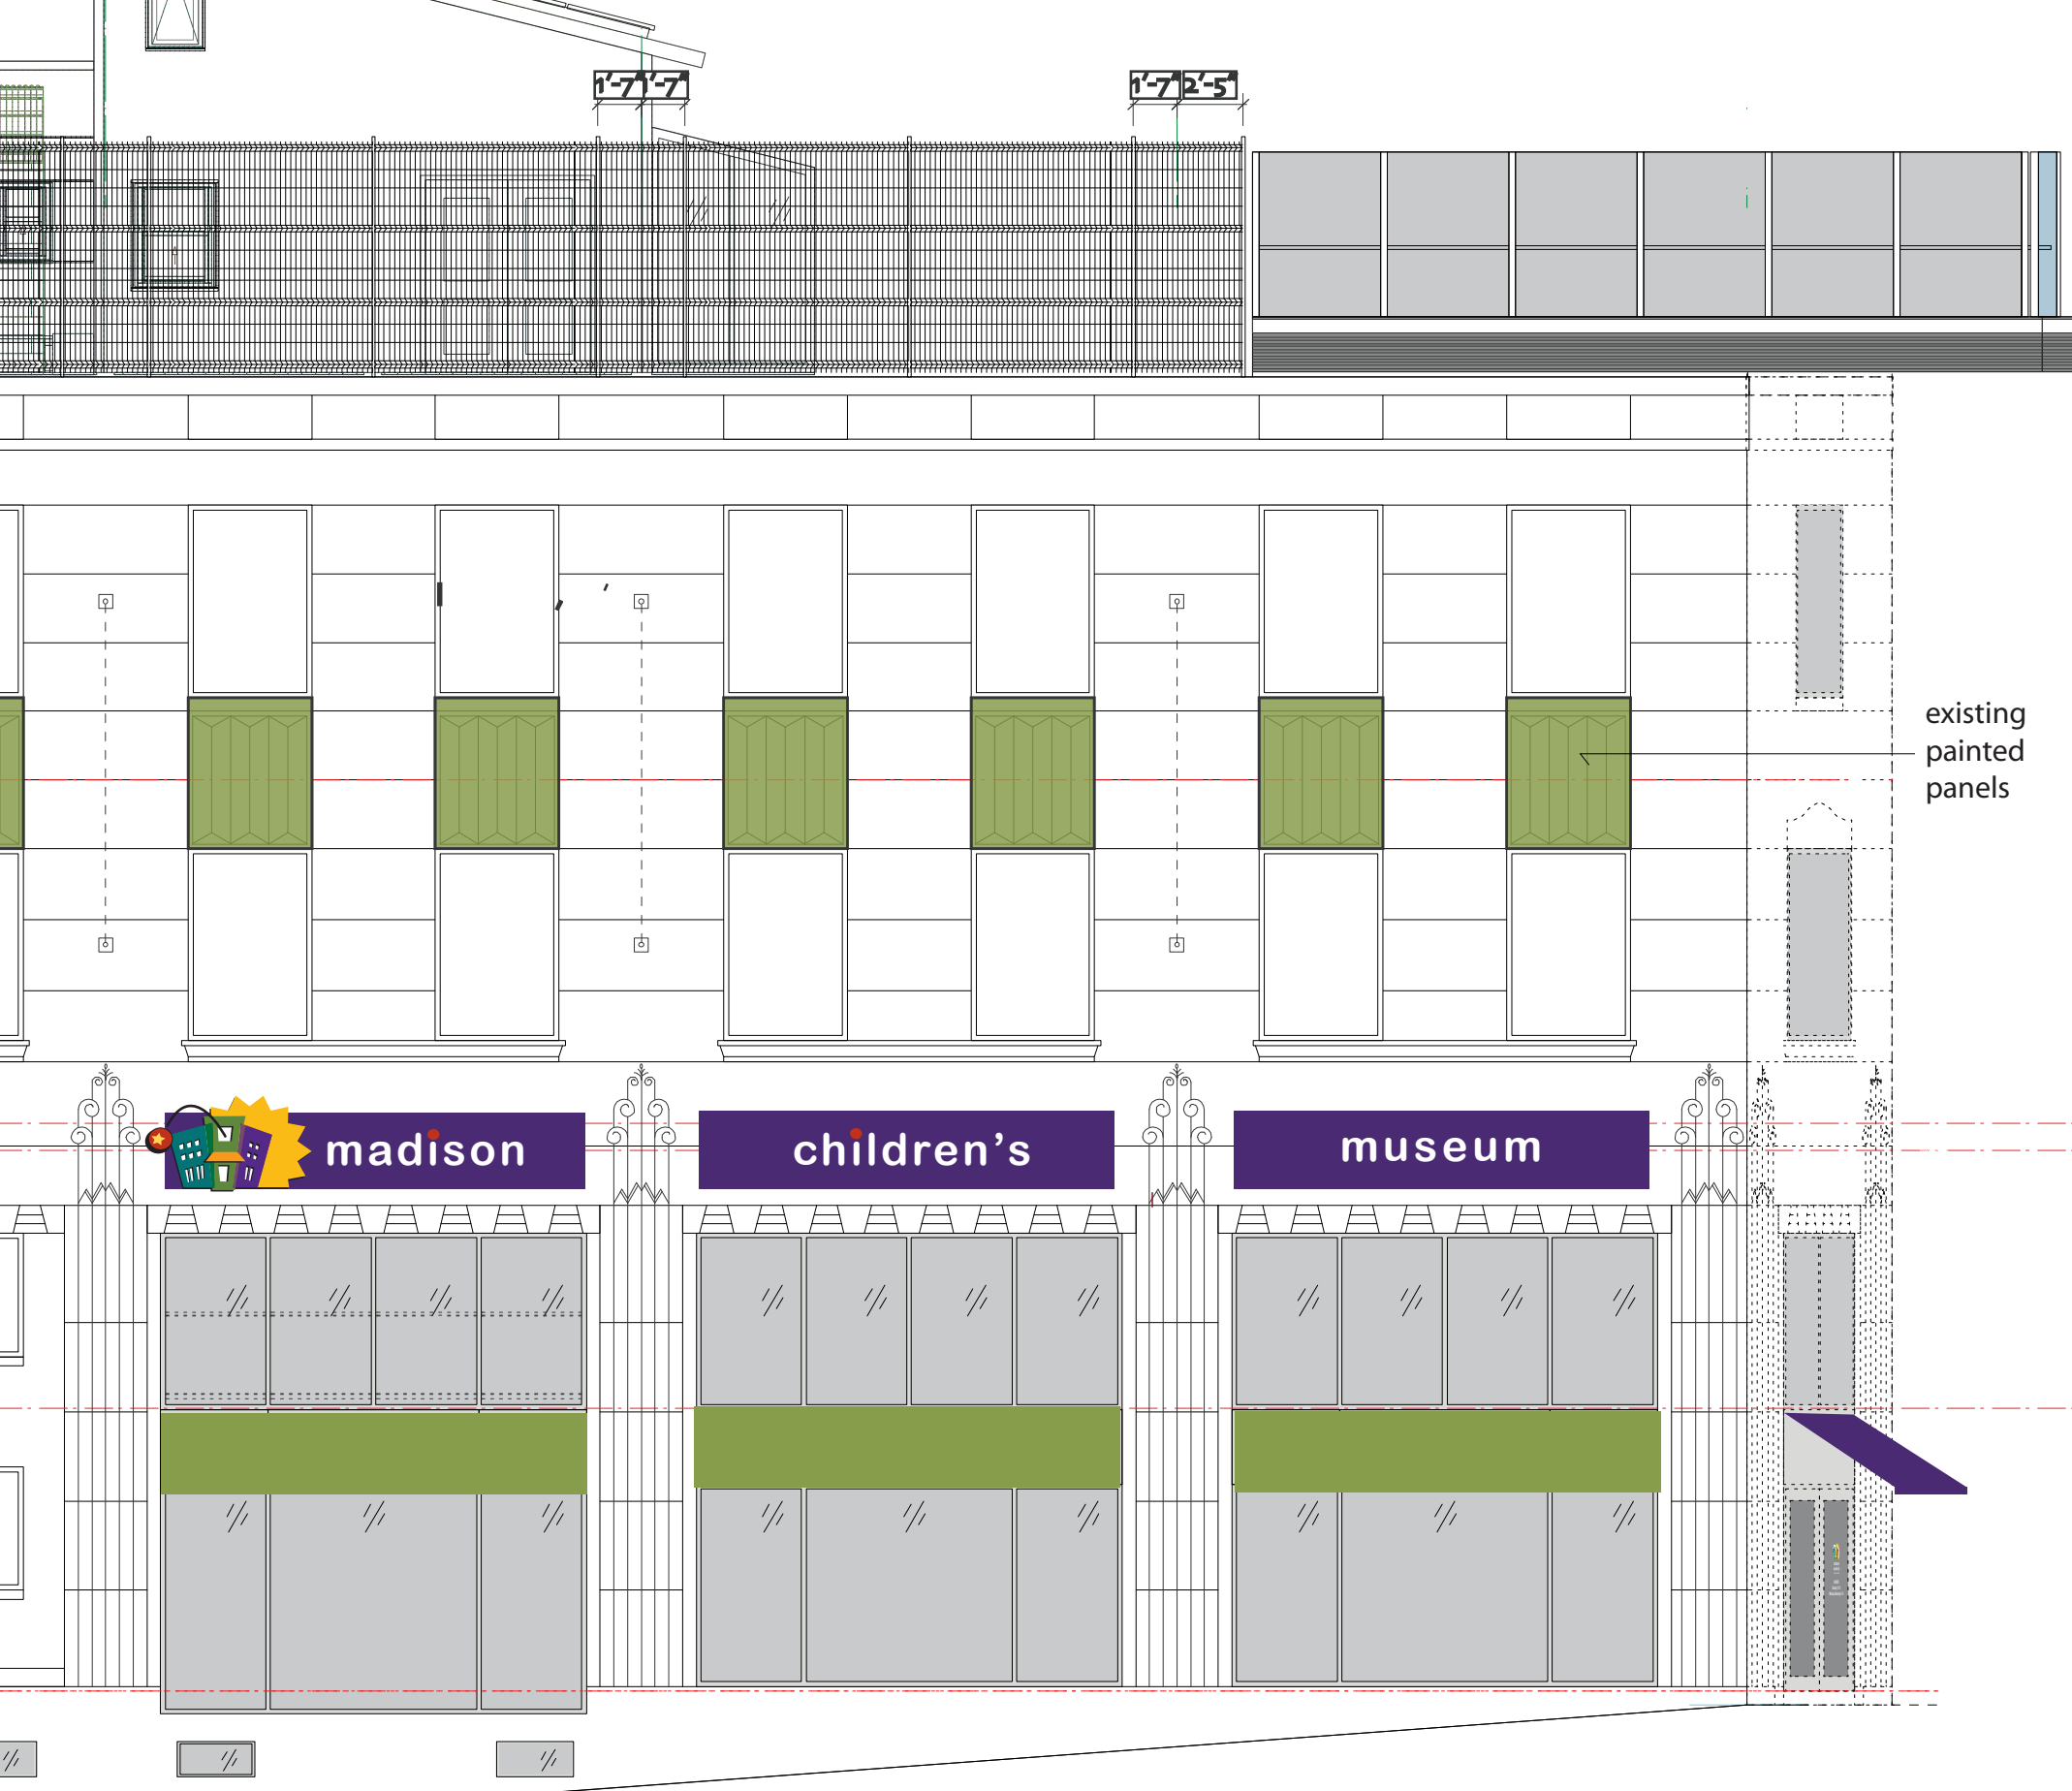 1'-7" 1'-7" 1'-7" 2'-5"
existing
painted
panels
madison children's museum